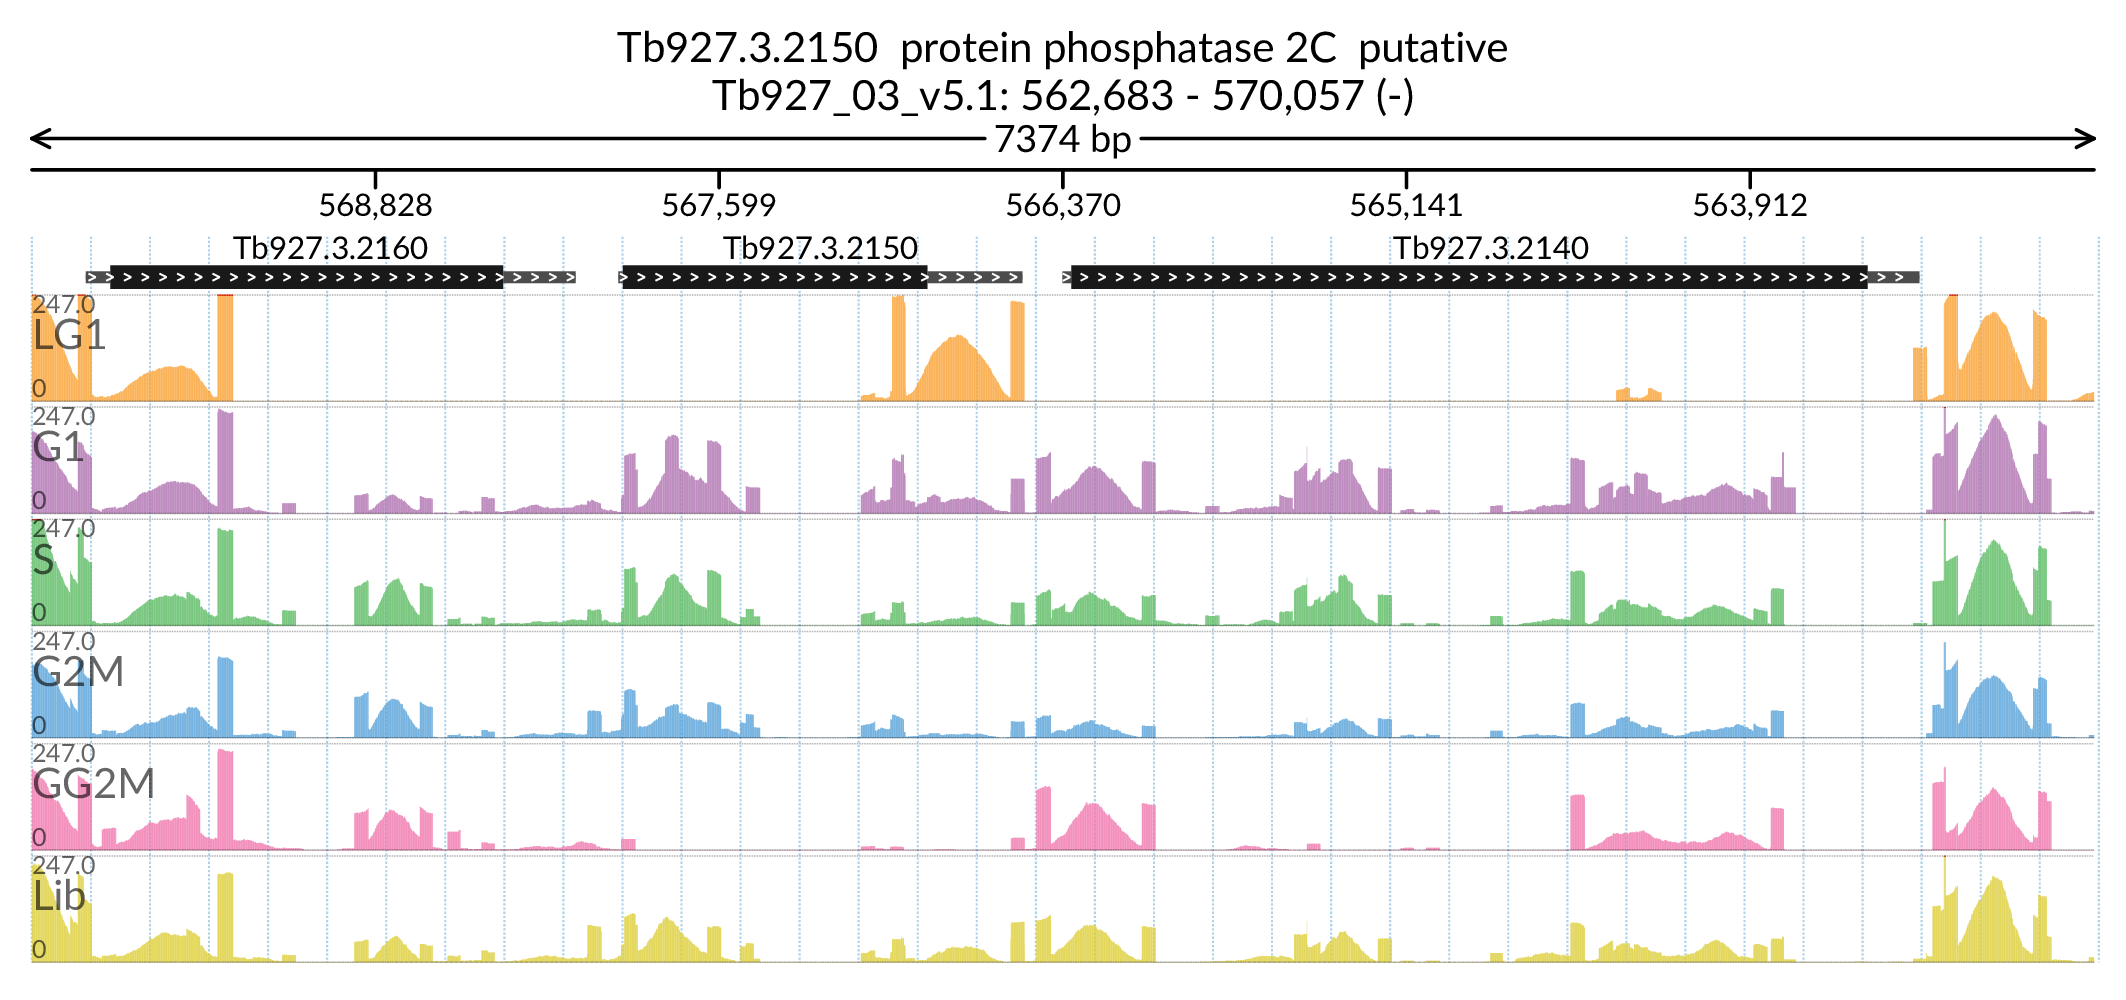 Tb927.3.2150  protein phosphatase 2C  putative
Tb927_03_v5.1: 562,683 - 570,057 (-)
7374 bp
568,828 567,599 566,370 565,141 563,912
Tb927.3.2160 Tb927.3.2150 Tb927.3.2140
247.0
LG1
0
247.0
G1
0
247.0
S
0
247.0
G2M
0
247.0
GG2M
0
247.0
Lib
0